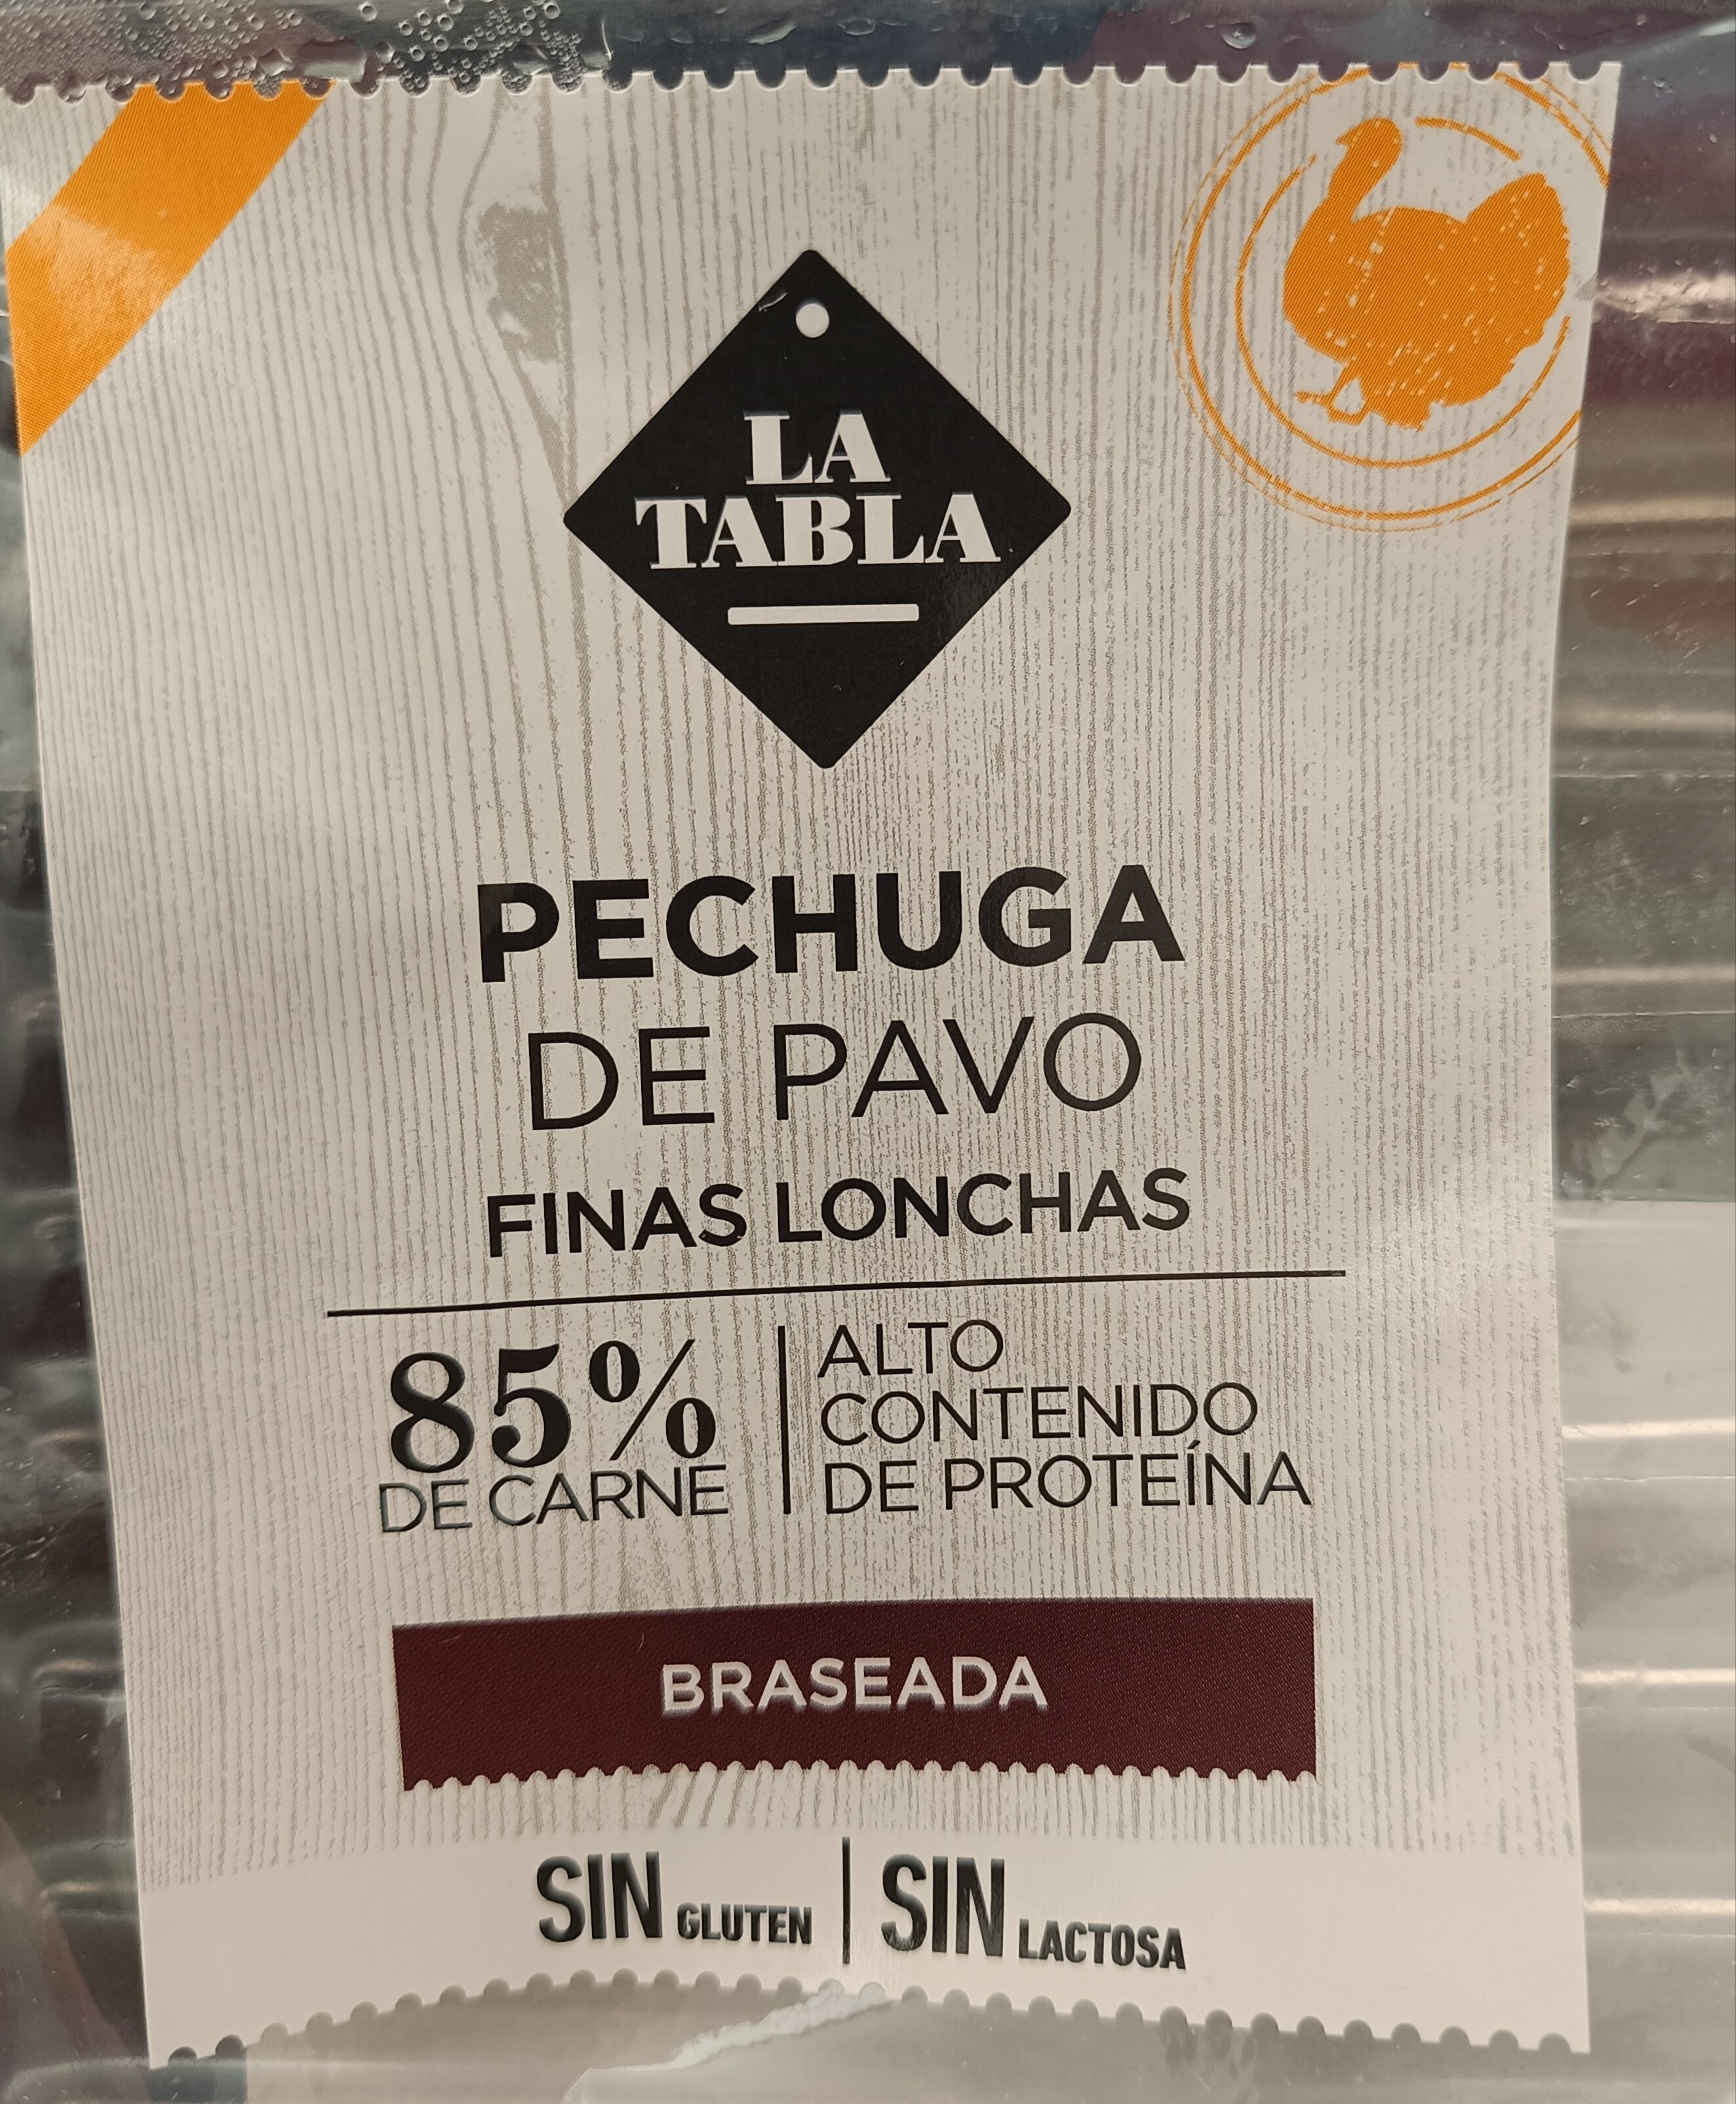 LA
TABLA
PECHUGA
DE PAVO
FINAS LONCHAS
85%
DE CARNE
ALTO
CONTENIDO
DE PROTEÍNA
BRASEADA
SIN GLUTEN | SIN LACTOSA